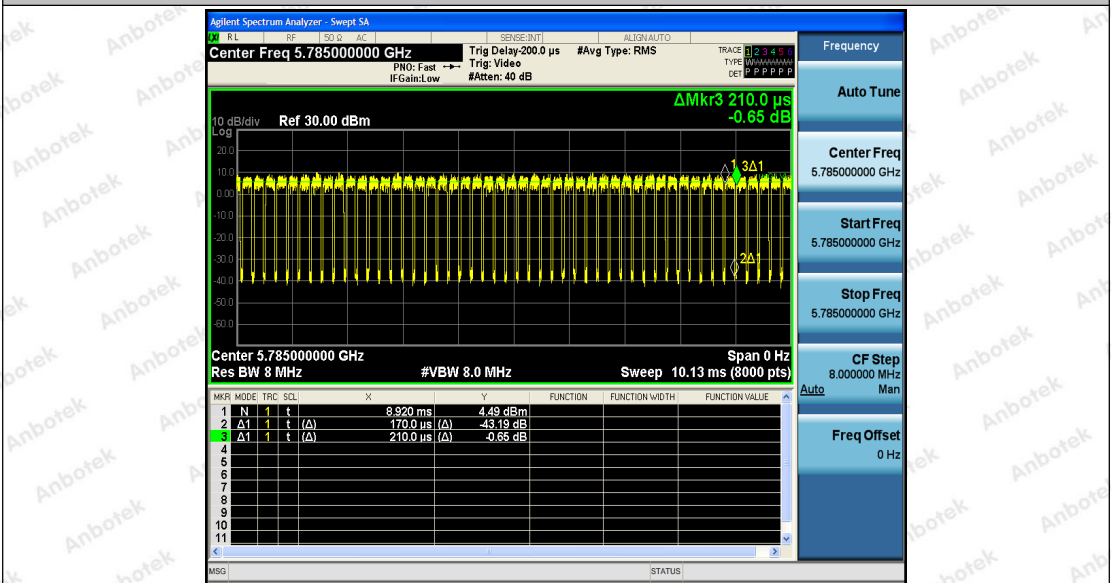 Agilent Spectrum Analyzer - Swept SA
RL RF 50 Ω AC SENSE:INT ALIGN AUTO
Center Freq 5.785000000 GHz
PNO: Fast
IFGain:Low
Trig Delay-200.0 µs
Trig: Video
#Atten: 40 dB
#Avg Type: RMS
TRACE 1 2 3 4 5 6
TYPE
DET P P P P P P
ΔMkr3 210.0 µs
-0.65 dB
10 dB/div Ref 30.00 dBm
Log
20.0
10.0
0.00
-10.0
-20.0
-30.0
-40.0
-50.0
-60.0
1 3Δ1
2Δ1
Center 5.785000000 GHz Span 0 Hz
Res BW 8 MHz #VBW 8.0 MHz Sweep 10.13 ms (8000 pts)
MKR MODE TRC SCL X Y FUNCTION FUNCTION WIDTH FUNCTION VALUE
1 N 1 t 8.920 ms 4.49 dBm
2 Δ1 1 t (Δ) 170.0 µs (Δ) -43.19 dB
3 Δ1 1 t (Δ) 210.0 µs (Δ) -0.65 dB
4
5
6
7
8
9
10
11
MSG STATUS
Frequency
Auto Tune
Center Freq
5.785000000 GHz
Start Freq
5.785000000 GHz
Stop Freq
5.785000000 GHz
CF Step
8.000000 MHz
Auto Man
Freq Offset
0 Hz
Anbotek